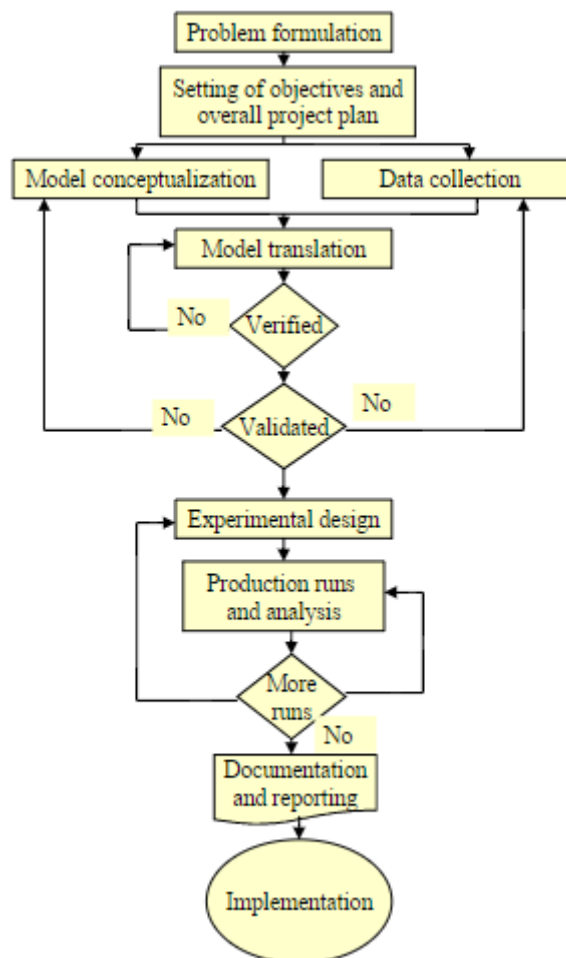 Problem formulation
Setting of objectives and
overall project plan
Model conceptualization
Data collection
Model translation
No
Verified
No
No
Validated
Experimental design
Production runs
and analysis
More
runs
No
Documentation
and reporting
Implementation